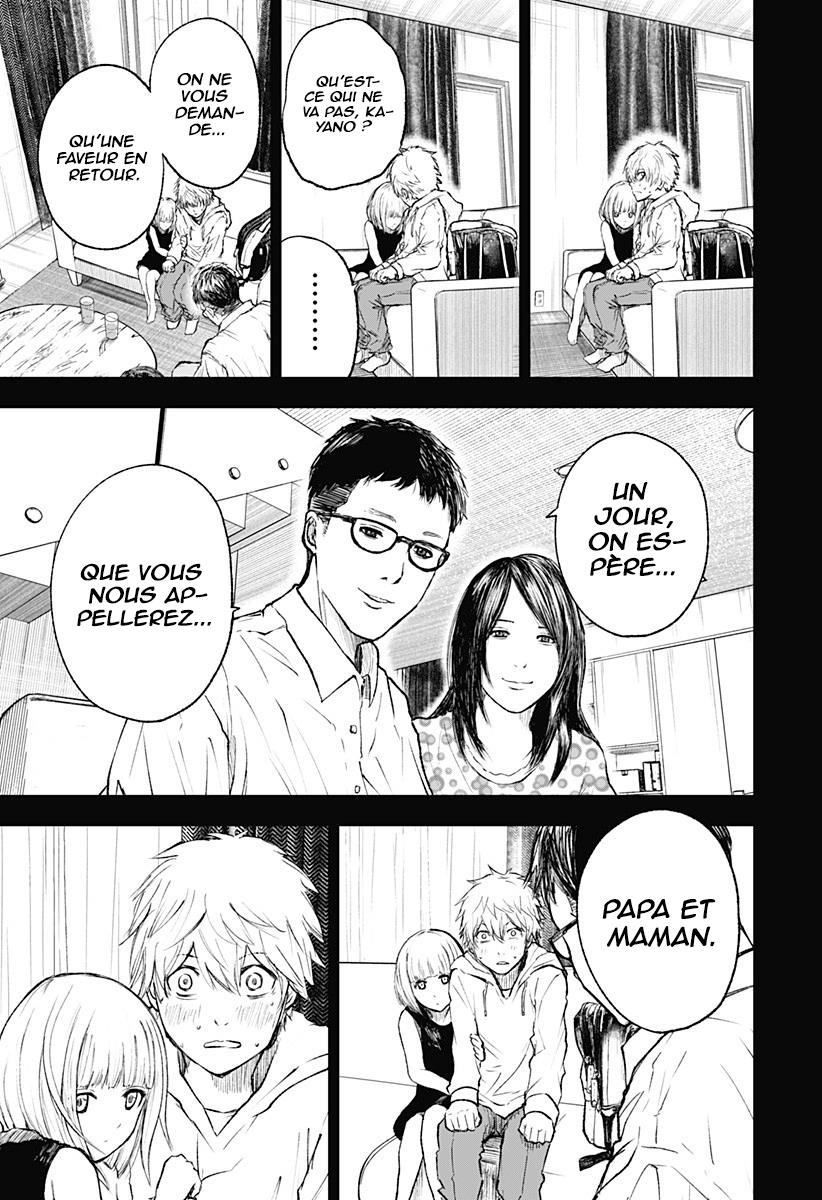 QU'EST-
CE QUI NE
VA PAS, KA-
YANO ?
.........
ON NE
VOUS
DEMAN-
DE...
QU'UNE
FAVEUR EN
RETOUR.
UN
JOUR,
ON ES-
PÈRE...
QUE VOUS
NOUS AP-
PELLEREZ...
PAPA ET
MAMAN.